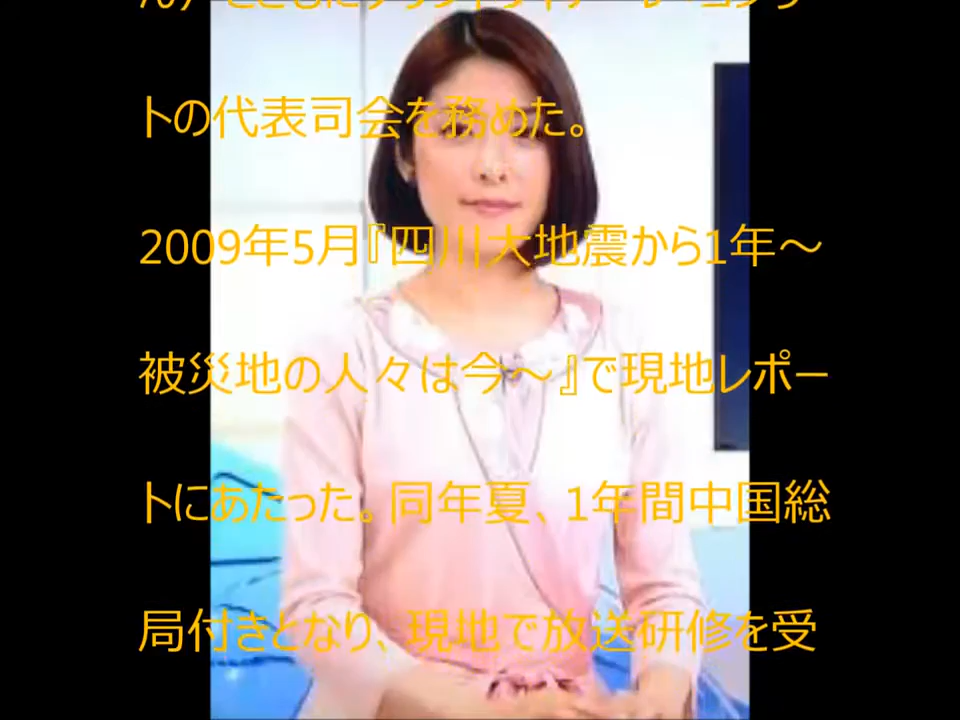 トの代表司会を務めた。
2009年5月『四川大地震から1年～
被災地の人々は今～』で現地レポー
トにあたった。同年夏、1年間中国総
局付きとなり、現地で放送研修を受